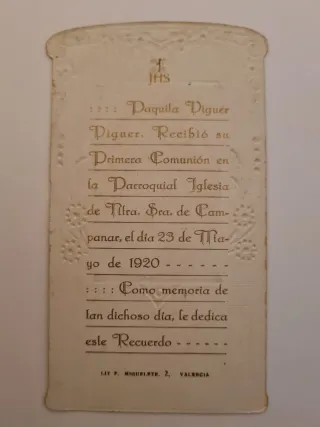 JHS
:::: Paquita Viguer
Viguer. Recibió su
Primera Comunión en
la Parroquial Iglesia
de Ntra. Sra. de Cam-
panar, el día 23 de Ma-
yo de 1920 - - - - - -
:::: Como memoria de
tan dichoso día, le dedica
este Recuerdo - - - - -
2, VALENCIA